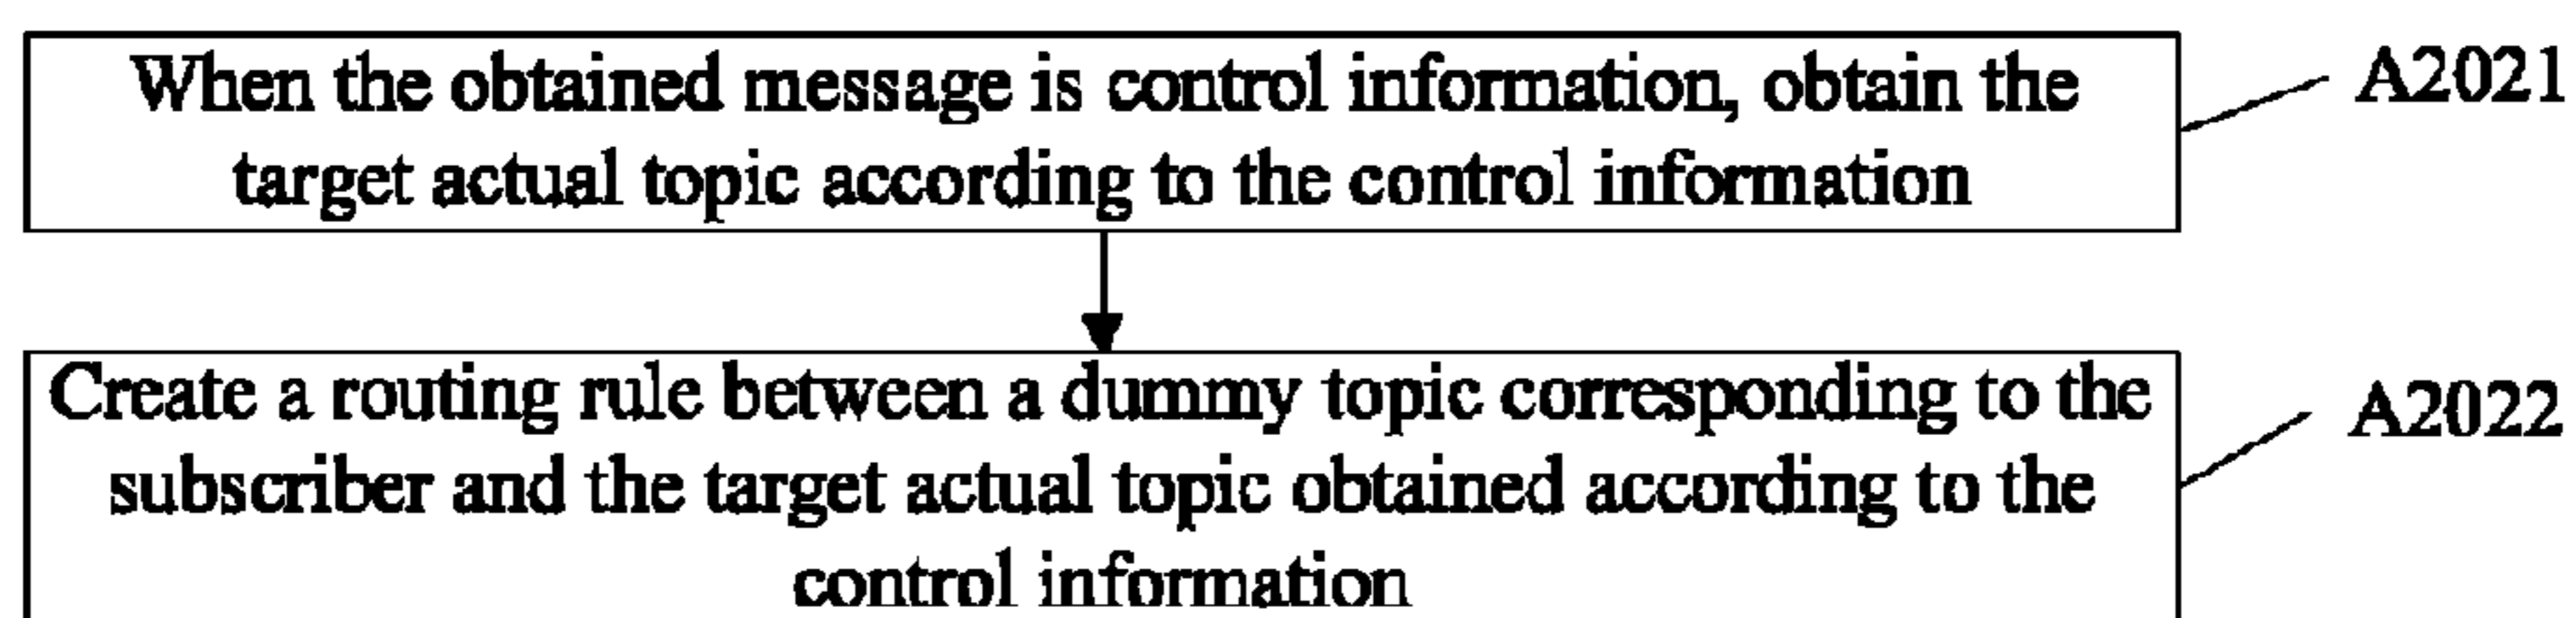 When the obtained message is control information, obtain the
target actual topic according to the control information
A2021
Create a routing rule between a dummy topic corresponding to the
subscriber and the target actual topic obtained according to the
control information
A2022